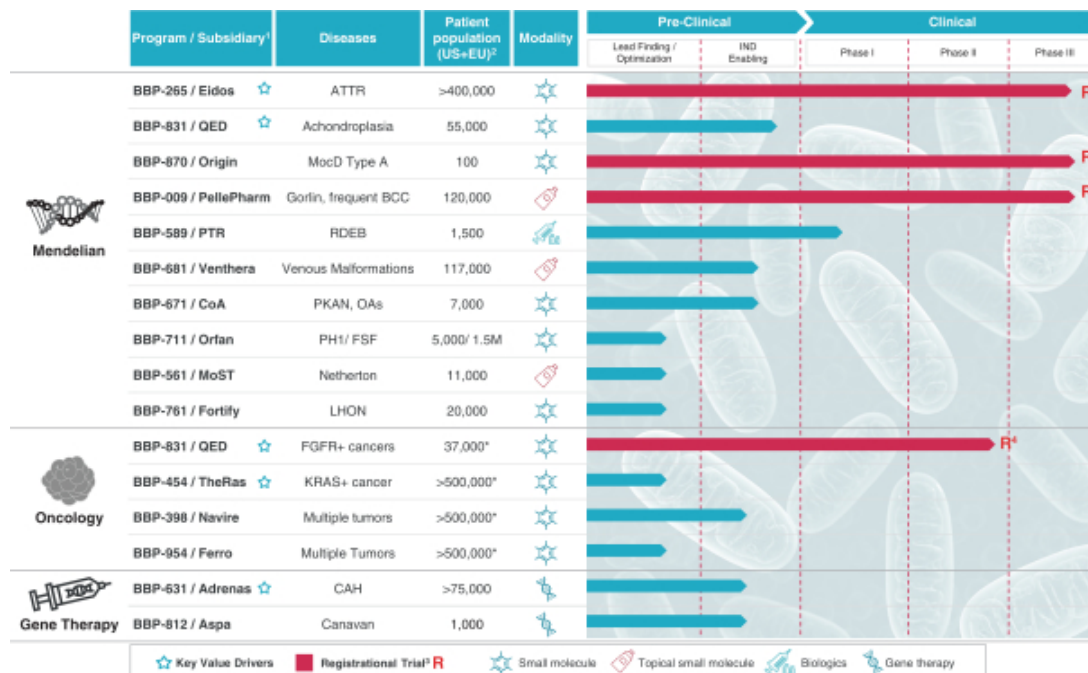 Program / Subsidiary¹ Diseases Patient population (US+EU)² Modality Pre-Clinical Clinical
Lead Finding / Optimization IND Enabling Phase I Phase II Phase III
Mendelian
BBP-265 / Eidos ATTR >400,000 R
BBP-831 / QED Achondroplasia 55,000
BBP-870 / Origin MocD Type A 100 R
BBP-009 / PellePharm Gorlin, frequent BCC 120,000 R
BBP-589 / PTR RDEB 1,500
BBP-681 / Venthera Venous Malformations 117,000
BBP-671 / CoA PKAN, OAs 7,000
BBP-711 / Orfan PH1/ FSF 5,000/ 1.5M
BBP-561 / MoST Netherton 11,000
BBP-761 / Fortify LHON 20,000
Oncology
BBP-831 / QED FGFR+ cancers 37,000* R⁴
BBP-454 / TheRas KRAS+ cancer >500,000*
BBP-398 / Navire Multiple tumors >500,000*
BBP-954 / Ferro Multiple Tumors >500,000*
Gene Therapy
BBP-631 / Adrenas CAH >75,000
BBP-812 / Aspa Canavan 1,000
Key Value Drivers Registrational Trial³ R Small molecule Topical small molecule Biologics Gene therapy